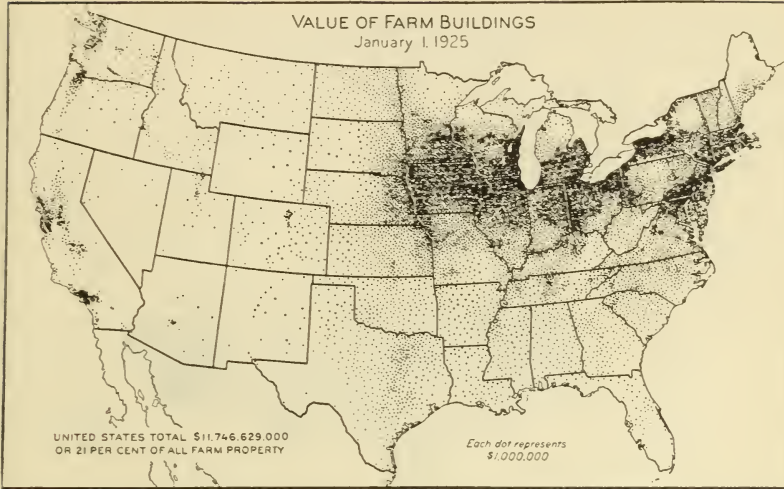 VALUE OF FARM BUILDINGS
January 1, 1925
UNITED STATES TOTAL $11,746,629,000
OR 21 PER CENT OF ALL FARM PROPERTY
Each dot represents
$1,000,000